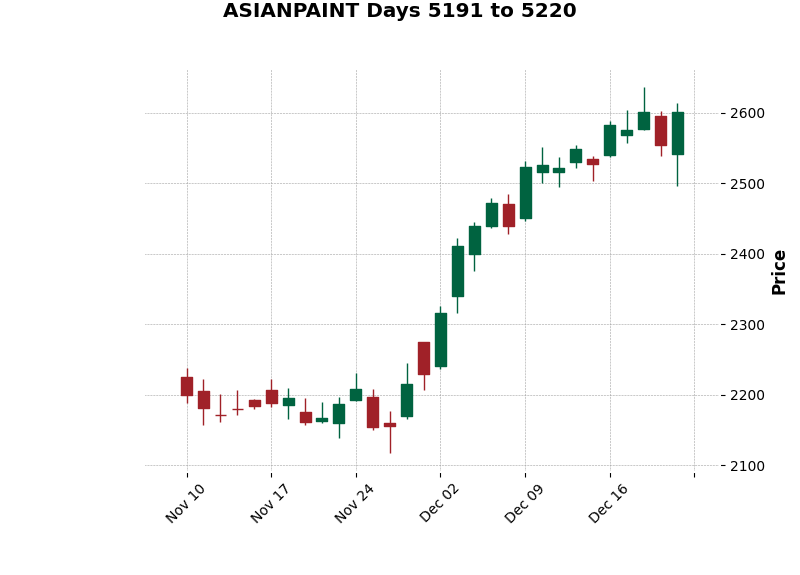 ASIANPAINT Days 5191 to 5220
2600
2500
2400
2300
2200
2100
Price
Nov 10
Nov 17
Nov 24
Dec 02
Dec 09
Dec 16